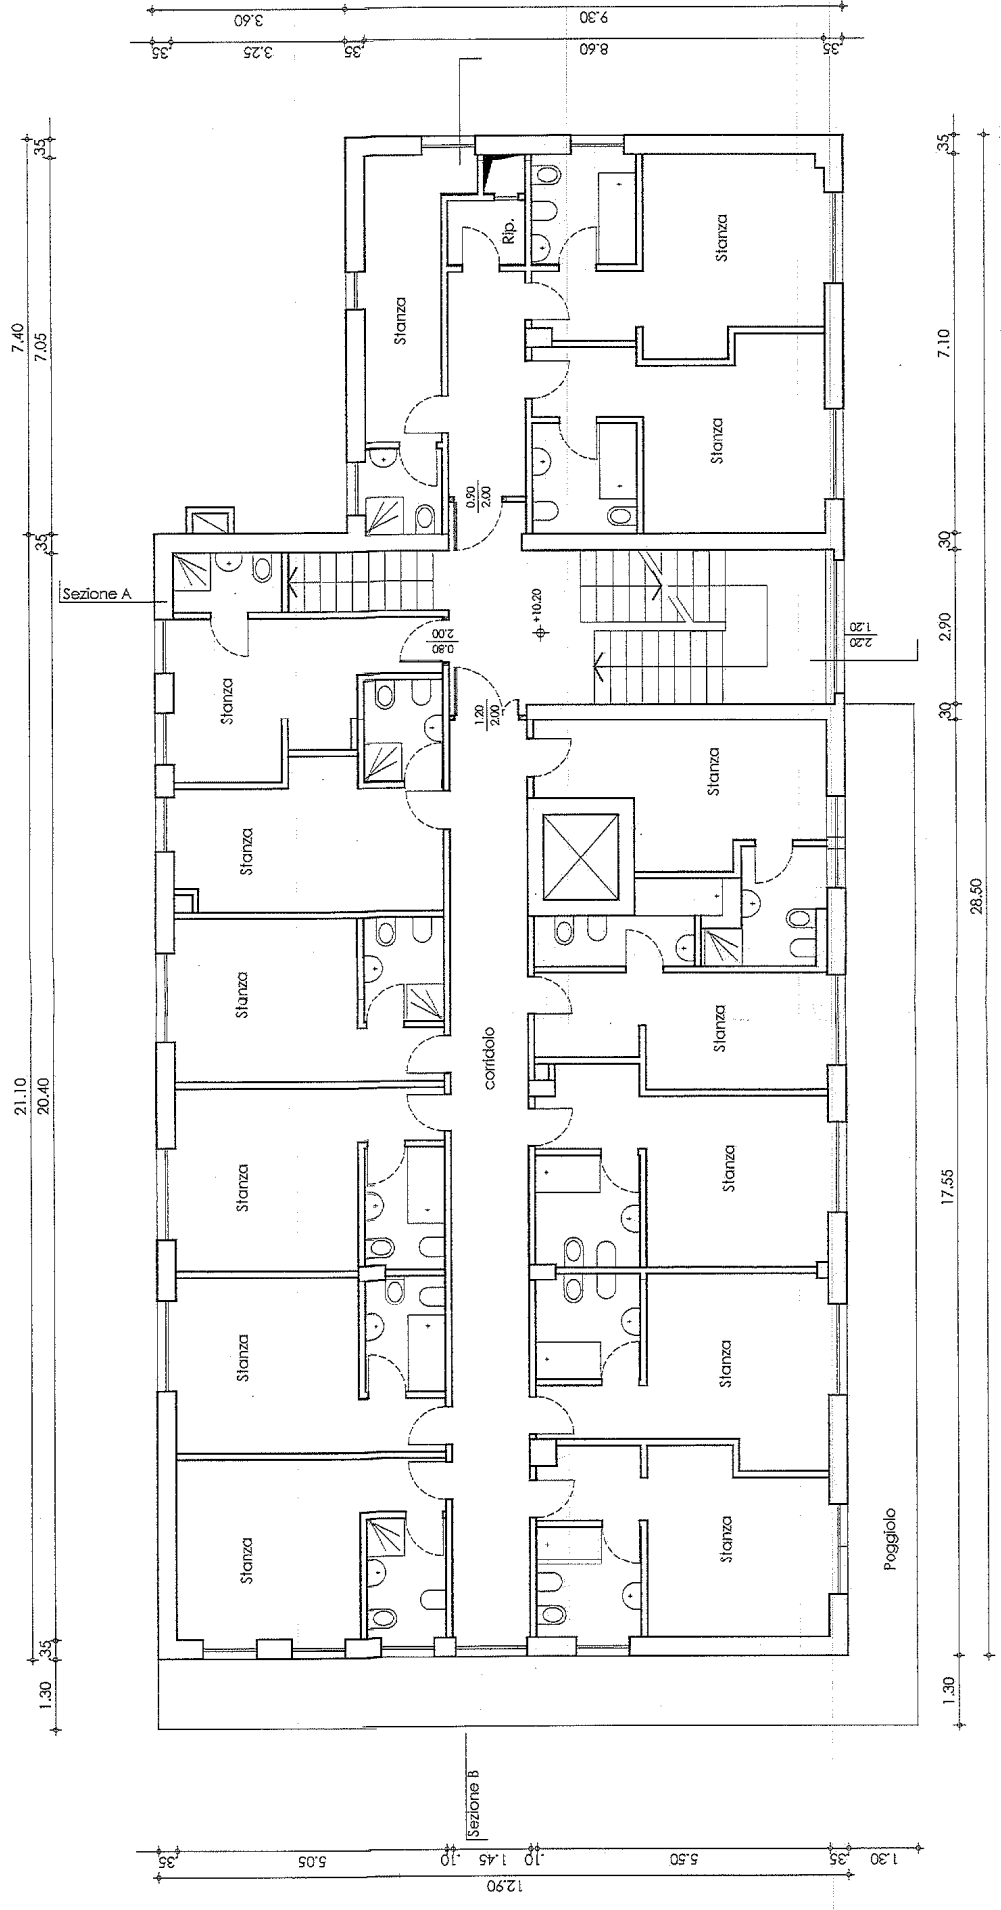 3.60
9.30
.35
3.25
.35
8.60
.35
7.40
.35
7.05
.35
7.10
.35
Stanza
Rip.
Stanza
Stanza
0.90
2.00
.35
.30
Sezione A
0.80
2.00
+10.20
1.20
2.20
2.90
Stanza
1.20
2.00
.30
Stanza
Stanza
28.50
Stanza
corridoio
Stanza
21.10
20.40
Stanza
Stanza
17.55
Stanza
Stanza
Stanza
Stanza
Poggiolo
.35
1.30
1.30
Sezione B
.35
5.05
.10
1.45
.10
5.50
.35
1.30
12.90